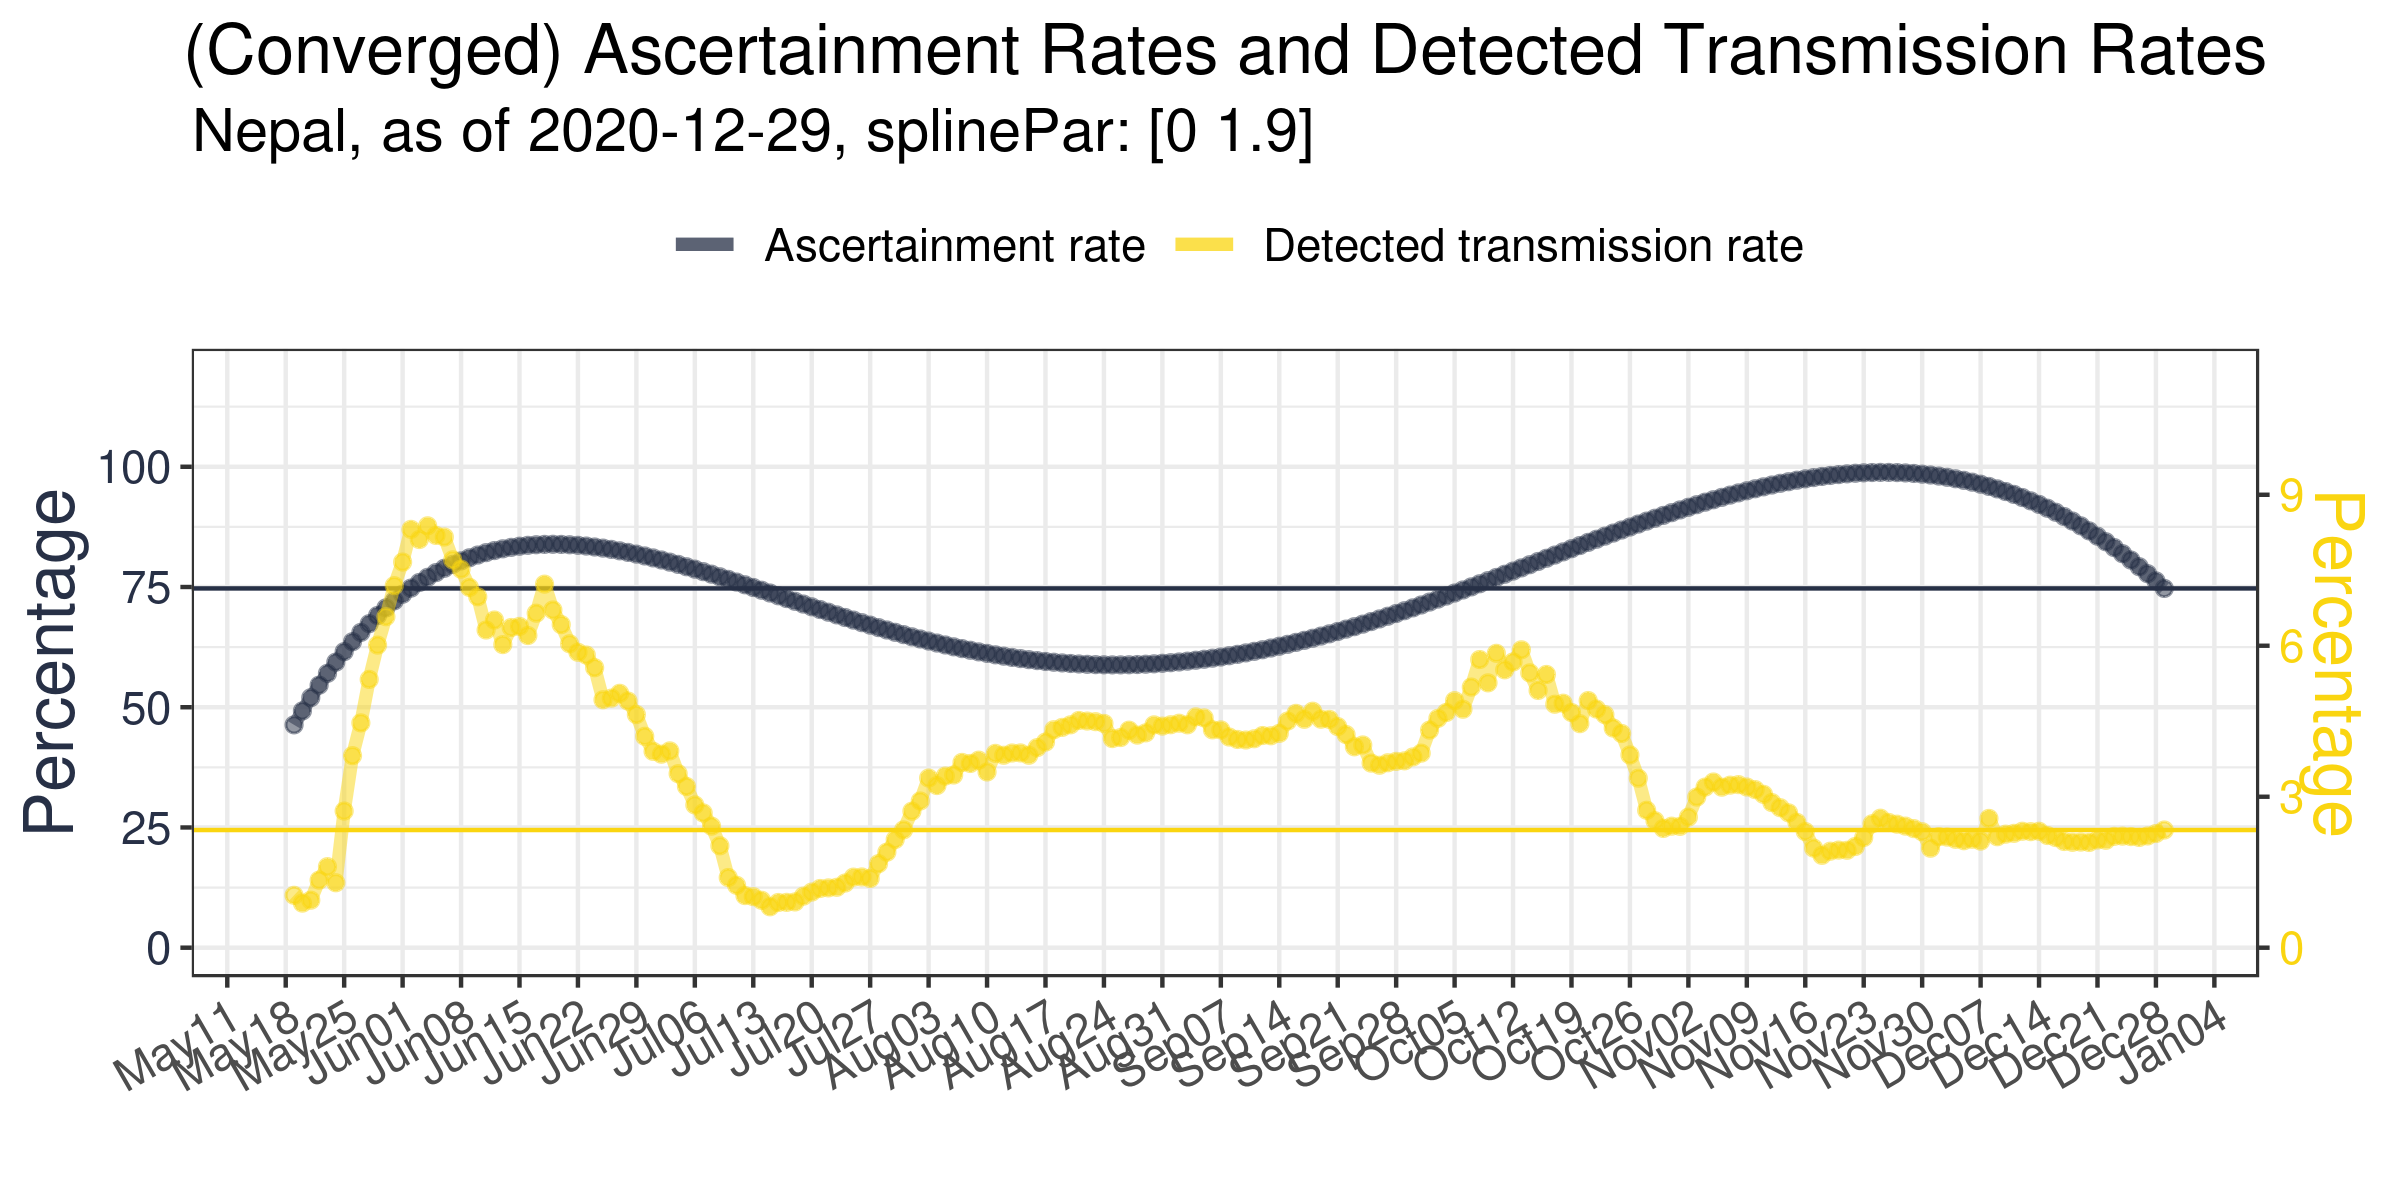 (Converged) Ascertainment Rates and Detected Transmission Rates
Nepal, as of 2020-12-29, splinePar: [0 1.9]
Ascertainment rate
Detected transmission rate
Percentage
100
75
50
25
0
9
6
3
0
Percentage
May11
May18
May25
Jun01
Jun08
Jun15
Jun22
Jun29
Jul06
Jul13
Jul20
Jul27
Aug03
Aug10
Aug17
Aug24
Aug31
Sep07
Sep14
Sep21
Sep28
Oct05
Oct12
Oct19
Oct26
Nov02
Nov09
Nov16
Nov23
Nov30
Dec07
Dec14
Dec21
Dec28
Jan04